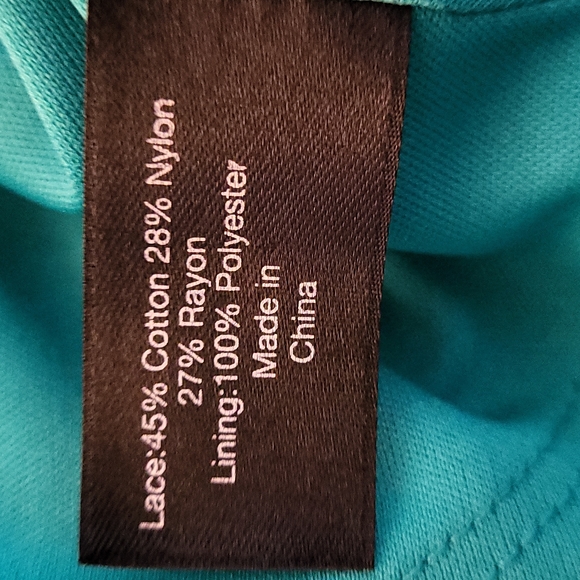 Lace:45% Cotton 28% Nylon
27% Rayon
Lining:100% Polyester
Made in
China